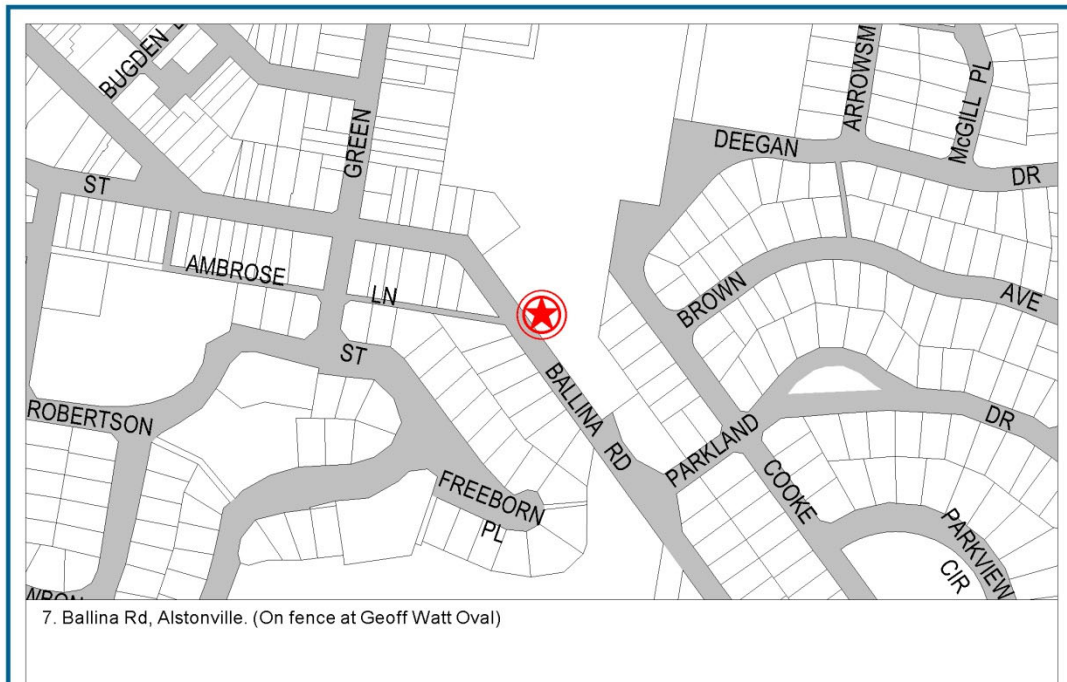 BUGDEN
GREEN
ARROWSM
McGILL PL
DEEGAN
DR
ST
AMBROSE
LN
BROWN
AVE
ST
BALLINA RD
ROBERTSON
PARKLAND
DR
COOKE
FREEBORN
PL
PARKVIEW
CIR
7. Ballina Rd, Alstonville. (On fence at Geoff Watt Oval)